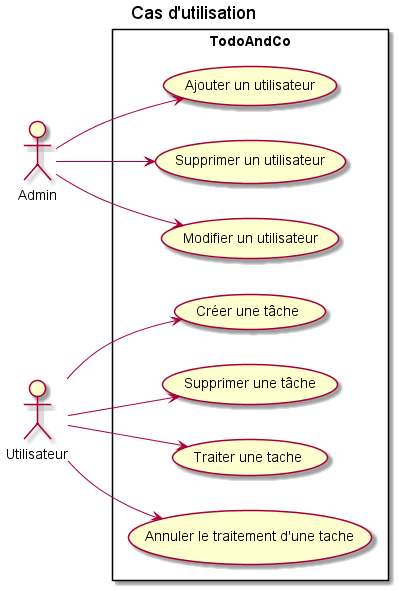 Cas d'utilisation
TodoAndCo
Ajouter un utilisateur
Supprimer un utilisateur
Admin
Modifier un utilisateur
Créer une tâche
Supprimer une tâche
Utilisateur
Traiter une tache
Annuler le traitement d'une tache